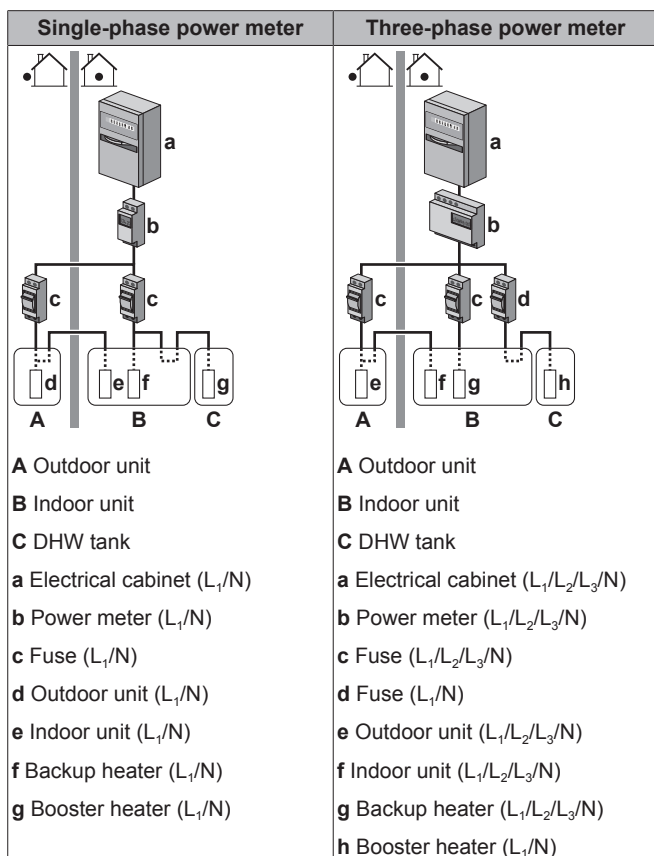 Single-phase power meter
Three-phase power meter
a
b
c
c
d
e
f
g
A
B
C
a
b
c
c
d
e
f
g
h
A
B
C
A Outdoor unit
B Indoor unit
C DHW tank
a Electrical cabinet (L₁/N)
b Power meter (L₁/N)
c Fuse (L₁/N)
d Outdoor unit (L₁/N)
e Indoor unit (L₁/N)
f Backup heater (L₁/N)
g Booster heater (L₁/N)
A Outdoor unit
B Indoor unit
C DHW tank
a Electrical cabinet (L₁/L₂/L₃/N)
b Power meter (L₁/L₂/L₃/N)
c Fuse (L₁/L₂/L₃/N)
d Fuse (L₁/N)
e Outdoor unit (L₁/L₂/L₃/N)
f Indoor unit (L₁/L₂/L₃/N)
g Backup heater (L₁/L₂/L₃/N)
h Booster heater (L₁/N)